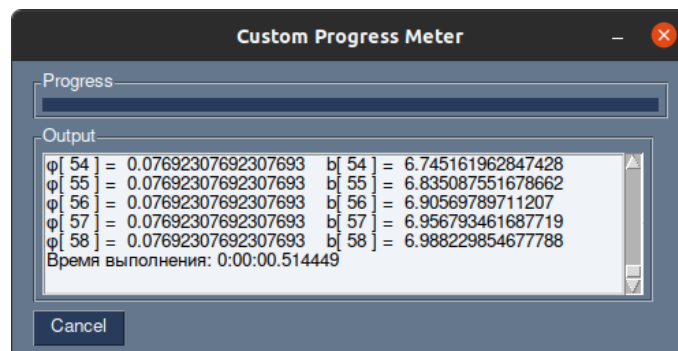 Custom Progress Meter
Progress
Output
φ[ 54 ] = 0.07692307692307693 b[ 54 ] = 6.745161962847428
φ[ 55 ] = 0.07692307692307693 b[ 55 ] = 6.835087551678662
φ[ 56 ] = 0.07692307692307693 b[ 56 ] = 6.90569789711207
φ[ 57 ] = 0.07692307692307693 b[ 57 ] = 6.956793461687719
φ[ 58 ] = 0.07692307692307693 b[ 58 ] = 6.988229854677788
Время выполнения: 0:00:00.514449
Cancel